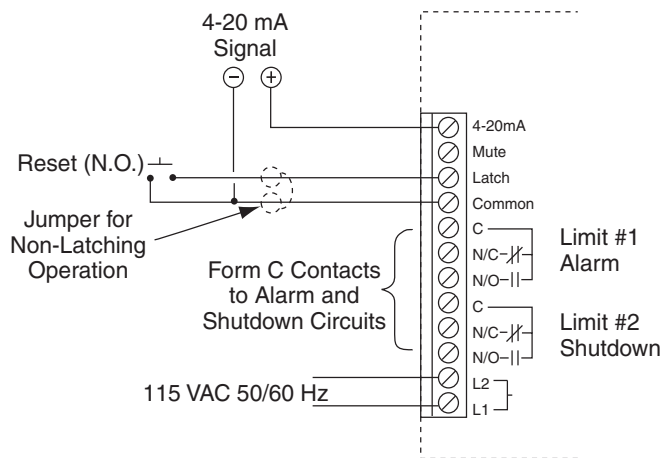 4-20 mA
Signal
− +
4-20mA
Mute
Reset (N.O.)
Latch
Common
Jumper for
Non-Latching
Operation
C
N/C
N/O
Limit #1
Alarm
Form C Contacts
to Alarm and
Shutdown Circuits
C
N/C
N/O
Limit #2
Shutdown
115 VAC 50/60 Hz
L2
L1